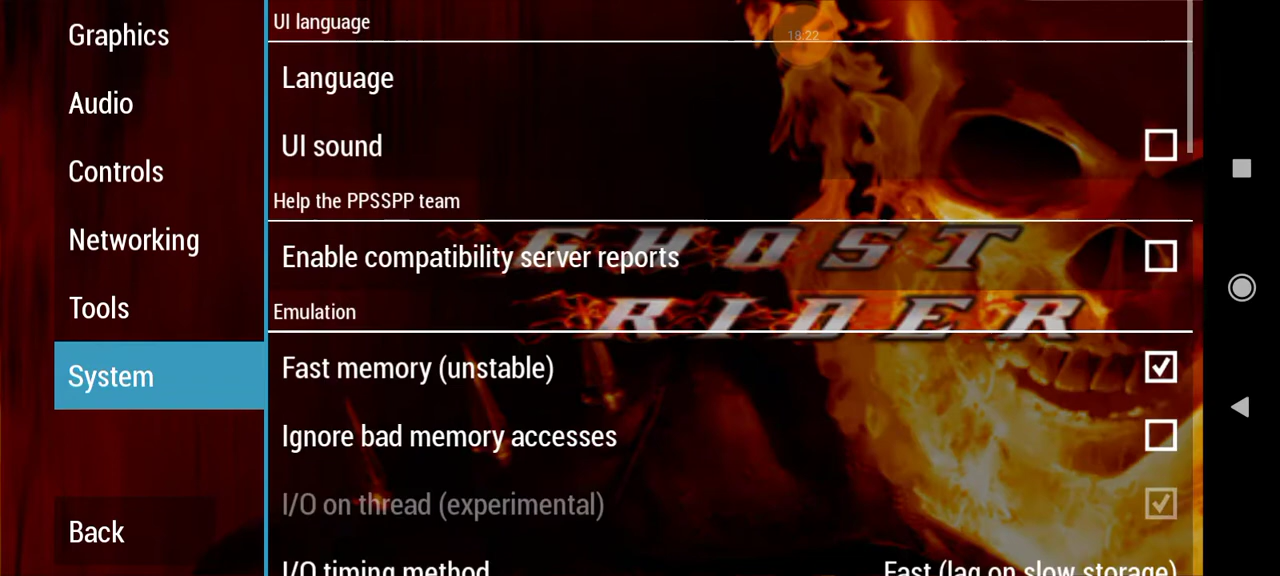 Graphics
Audio
Controls
Networking
Tools
System
Back
UI language
18:22
Language
UI sound
Help the PPSSPP team
GHOST
Enable compatibility server reports
RIDER
Emulation
Fast memory (unstable)
Ignore bad memory accesses
I/O on thread (experimental)
I/O timing method Fast (lag on slow storage)